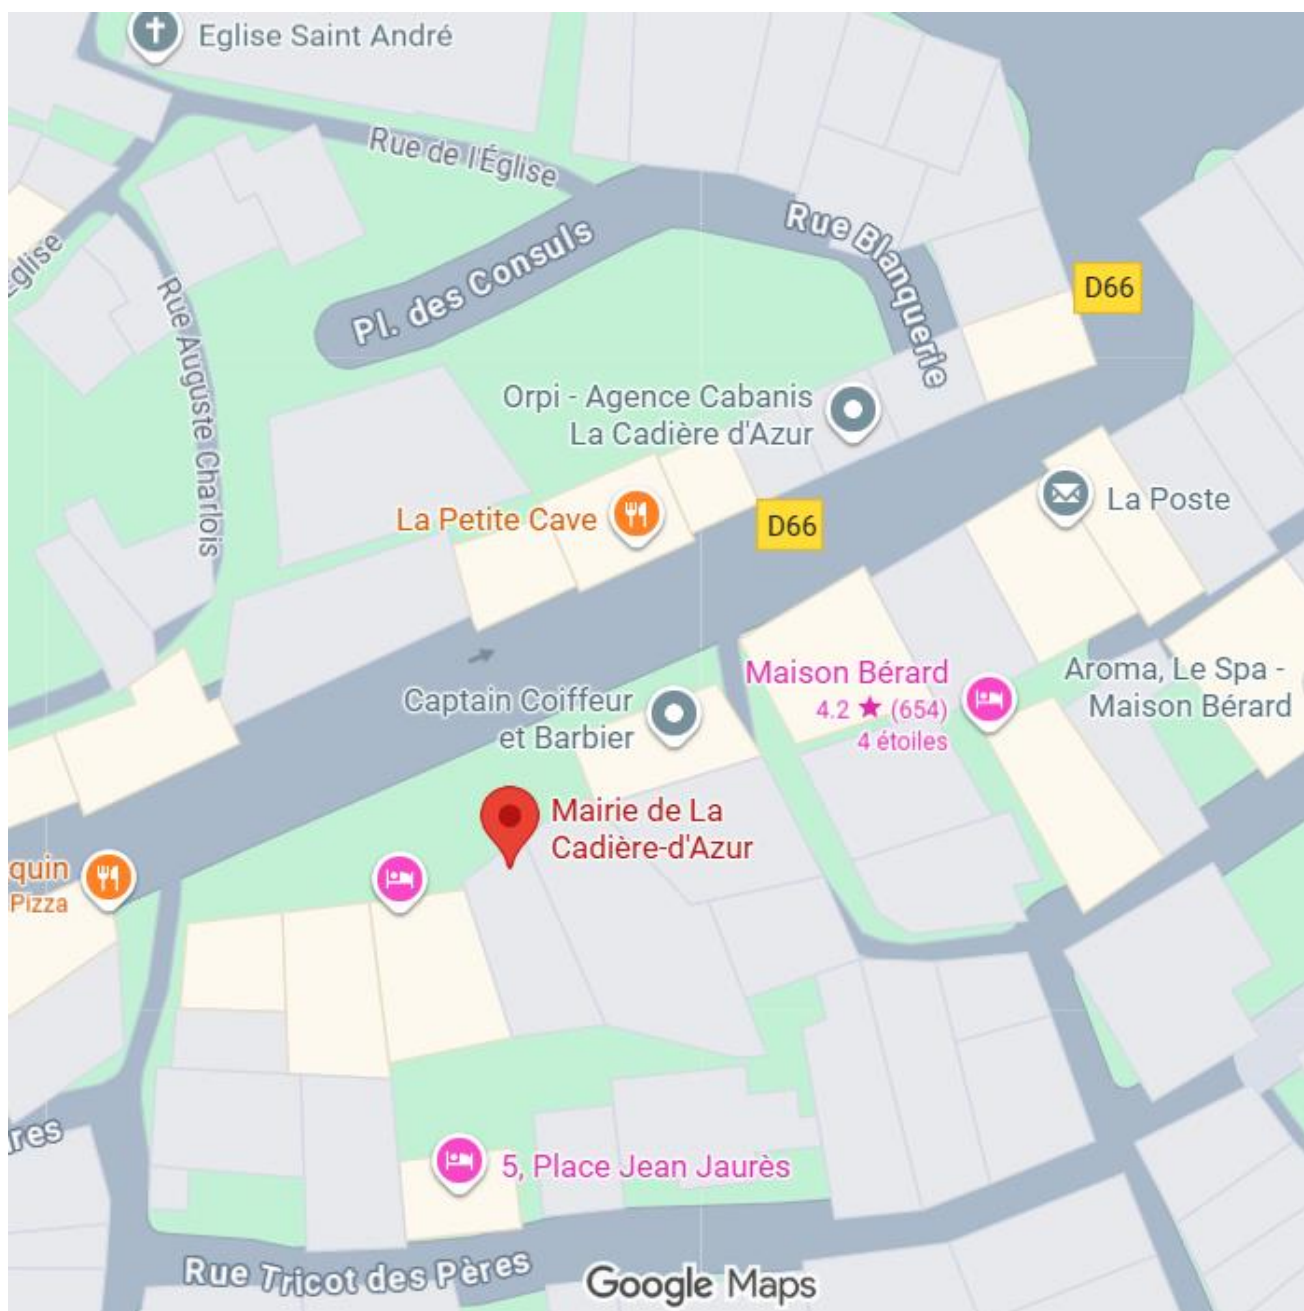 Eglise Saint André
Rue de l'Église
Rue Blanquerie
Pl. des Consuls
Église
Rue Auguste Charlois
D66
Orpi - Agence Cabanis
La Cadière d'Azur
La Petite Cave
D66
La Poste
Maison Bérard
4.2 ★ (654)
4 étoiles
Aroma, Le Spa -
Maison Bérard
Captain Coiffeur
et Barbier
Mairie de La
Cadière-d'Azur
quin
Pizza
res
5, Place Jean Jaurès
Rue Tricot des Pères
Google Maps